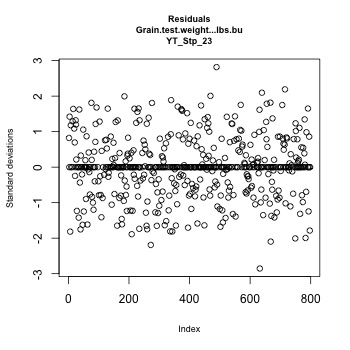 Residuals
Grain.test.weight...lbs.bu
YT_Stp_23
Standard deviations
3
2
1
0
-1
-2
-3
0
200
400
600
800
Index